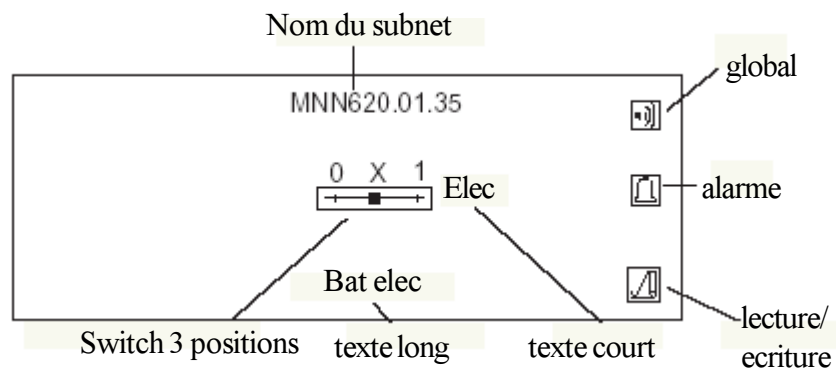 Nom du subnet
global
MNN620.01.35
0 X 1
Elec
alarme
Bat elec
Switch 3 positions
texte long
texte court
lecture/
ecriture